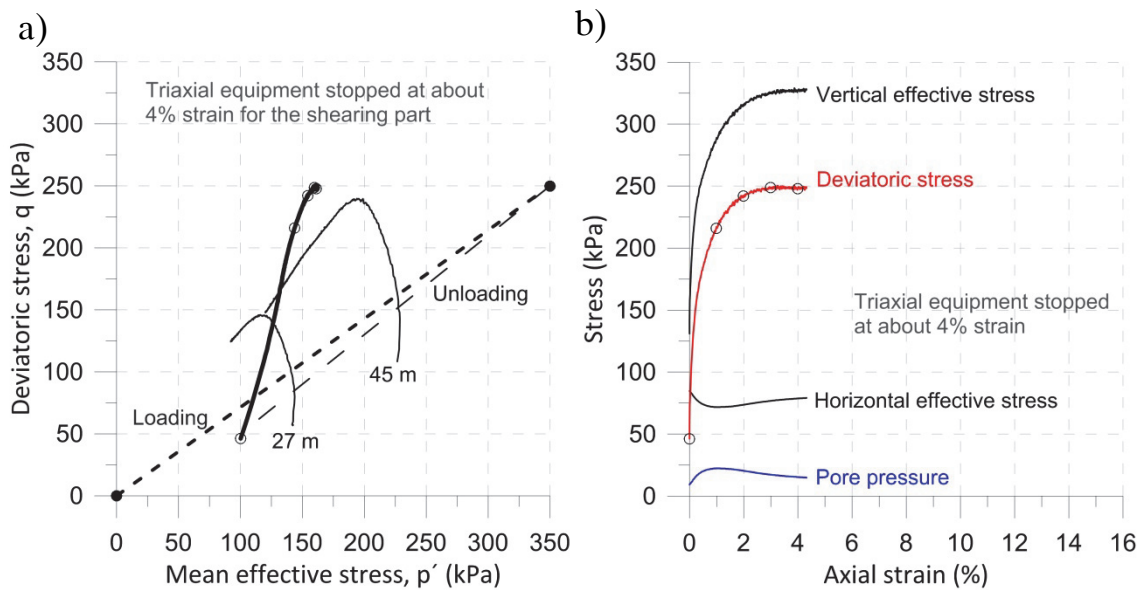 a)
350
300
250
200
150
100
50
0
Deviatoric stress, q (kPa)
Triaxial equipment stopped at about
4% strain for the shearing part
Unloading
Loading
45 m
27 m
0 50 100 150 200 250 300 350
Mean effective stress, p´ (kPa)
b)
350
300
250
200
150
100
50
0
Stress (kPa)
Vertical effective stress
Deviatoric stress
Triaxial equipment stopped
at about 4% strain
Horizontal effective stress
Pore pressure
0 2 4 6 8 10 12 14 16
Axial strain (%)